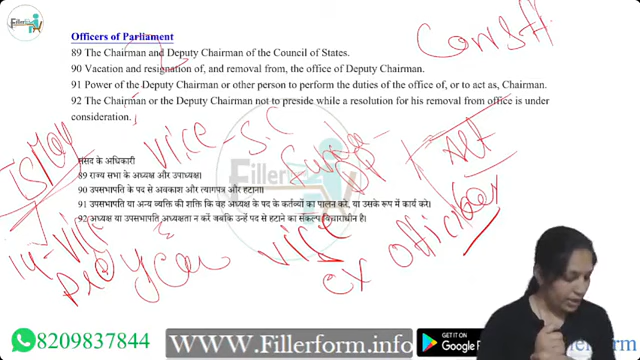 Fillerform
Officers of Parliament
89 The Chairman and Deputy Chairman of the Council of States.
90 Vacation and resignation of, and removal from, the office of Deputy Chairman.
91 Power of the Deputy Chairman or other person to perform the duties of the office of, or to act as, Chairman.
92 The Chairman or the Deputy Chairman not to preside while a resolution for his removal from office is under
consideration.
Vice - SC
संसद के अधिकारी
89 राज्य सभा के अध्यक्ष और उपाध्यक्ष।
90 उपसभापति के पद से अवकाश और त्यागपत्र और हटाना।
91 उपसभापति या अन्य व्यक्ति की शक्ति कि वह अध्यक्ष के पद के कर्तव्यों का पालन करे, या उसके रूप में कार्य करे।
92 अध्यक्ष या उपसभापति अध्यक्षता न करें जबकि उन्हें पद से हटाने का संकल्प विचाराधीन है।
Vice
Vice
ex officio
8209837844
WWW.Fillerform.info
GET IT ON
Google